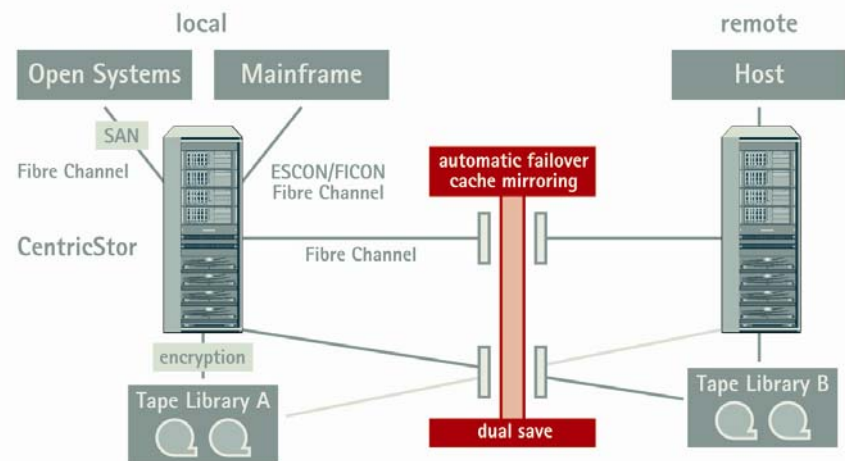 local
remote
Open Systems
Mainframe
Host
SAN
Fibre Channel
ESCON/FICON
Fibre Channel
automatic failover
cache mirroring
CentricStor
Fibre Channel
encryption
Tape Library A
Tape Library B
dual save